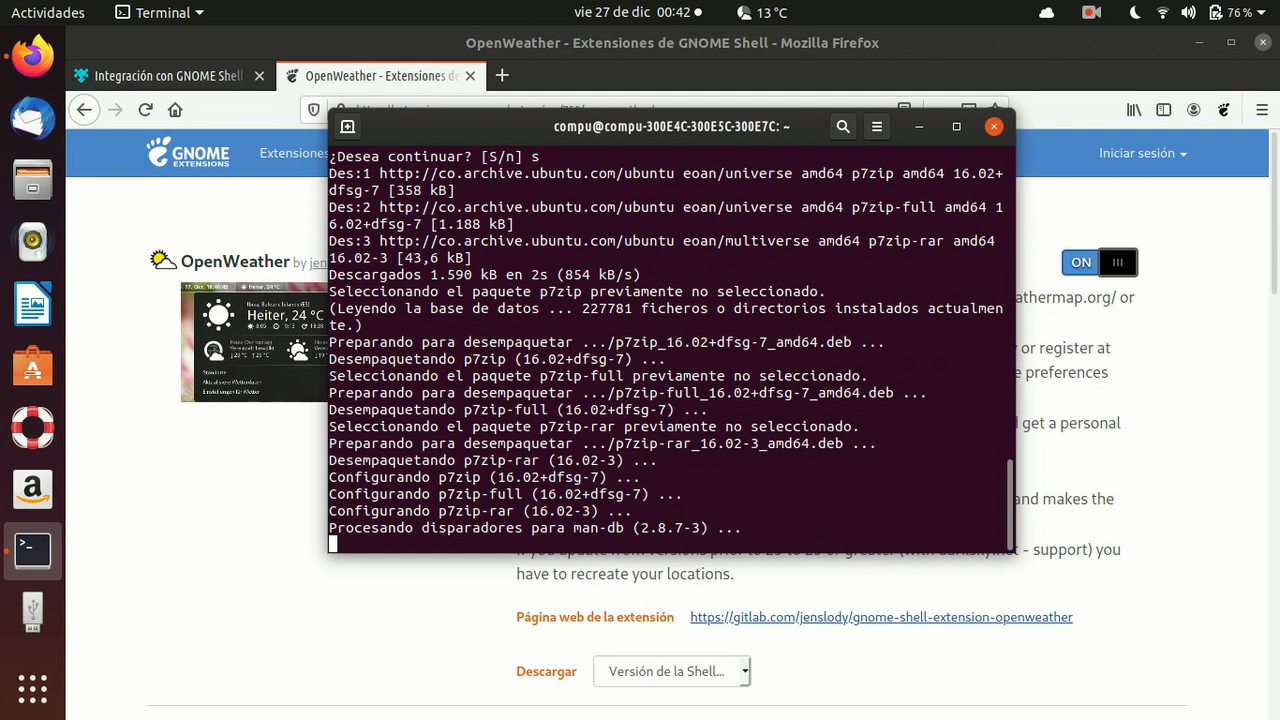 Actividades
Terminal
vie 27 de dic 00:42
13 °C
76 %
OpenWeather - Extensiones de GNOME Shell - Mozilla Firefox
Integración con GNOME Shell
OpenWeather - Extensiones de
compu@compu-300E4C-300E5C-300E7C: ~
GNOME
EXTENSIONS
Extensiones
Iniciar sesión
¿Desea continuar? [S/n] s
Des:1 http://co.archive.ubuntu.com/ubuntu eoan/universe amd64 p7zip amd64 16.02+
dfsg-7 [358 kB]
Des:2 http://co.archive.ubuntu.com/ubuntu eoan/universe amd64 p7zip-full amd64 1
6.02+dfsg-7 [1.188 kB]
Des:3 http://co.archive.ubuntu.com/ubuntu eoan/multiverse amd64 p7zip-rar amd64
16.02-3 [43,6 kB]
Descargados 1.590 kB en 2s (854 kB/s)
Seleccionando el paquete p7zip previamente no seleccionado.
(Leyendo la base de datos ... 227781 ficheros o directorios instalados actualmen
te.)
Preparando para desempaquetar .../p7zip_16.02+dfsg-7_amd64.deb ...
Desempaquetando p7zip (16.02+dfsg-7) ...
Seleccionando el paquete p7zip-full previamente no seleccionado.
Preparando para desempaquetar .../p7zip-full_16.02+dfsg-7_amd64.deb ...
Desempaquetando p7zip-full (16.02+dfsg-7) ...
Seleccionando el paquete p7zip-rar previamente no seleccionado.
Preparando para desempaquetar .../p7zip-rar_16.02-3_amd64.deb ...
Desempaquetando p7zip-rar (16.02-3) ...
Configurando p7zip (16.02+dfsg-7) ...
Configurando p7zip-full (16.02+dfsg-7) ...
Configurando p7zip-rar (16.02-3) ...
Procesando disparadores para man-db (2.8.7-3) ...
OpenWeather by jen
ON
Heiter, 24 °C
athermap.org/ or
y or register at
e preferences
d get a personal
and makes the
- support) you
have to recreate your locations.
Página web de la extensión https://gitlab.com/jenslody/gnome-shell-extension-openweather
Descargar Versión de la Shell...